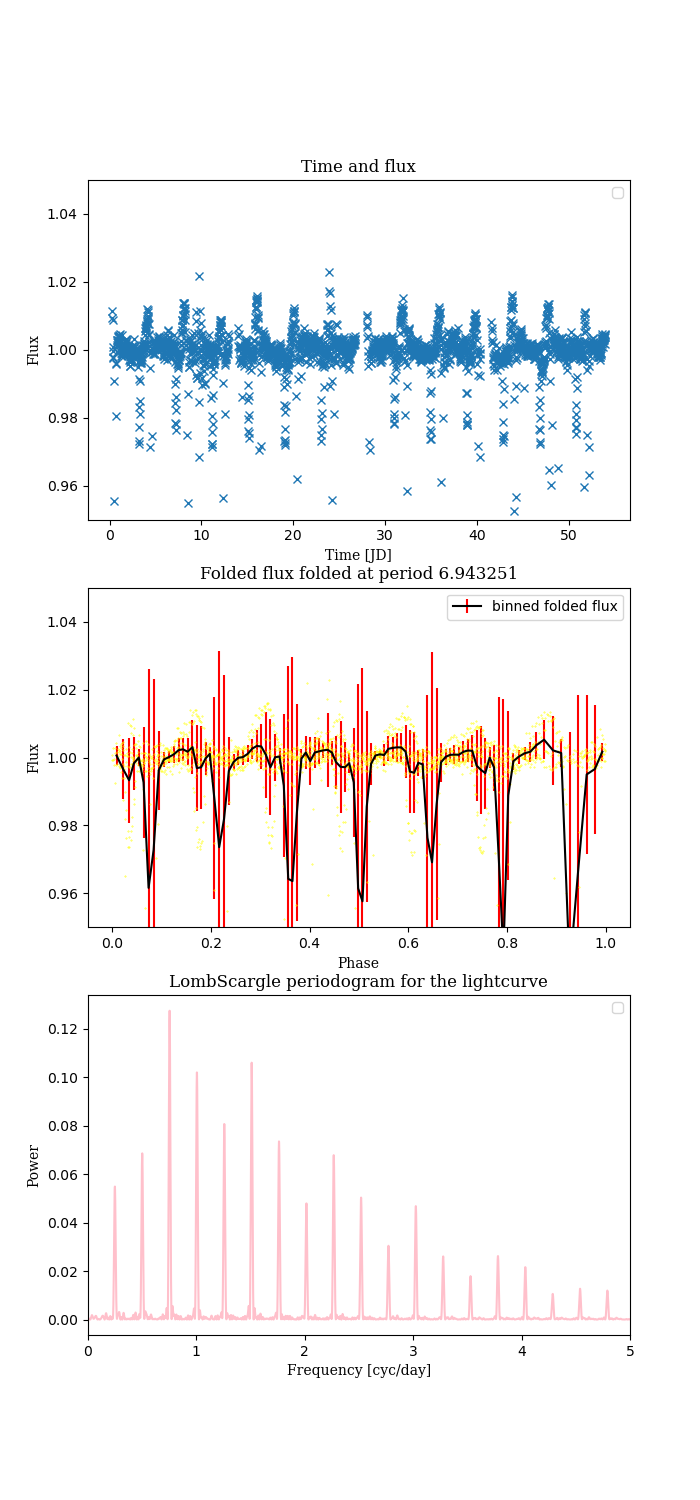 Time and flux
1.04
1.02
1.00
0.98
0.96
Flux
0 10 20 30 40 50
Time [JD]
Folded flux folded at period 6.943251
binned folded flux
1.04
1.02
1.00
0.98
0.96
Flux
0.0 0.2 0.4 0.6 0.8 1.0
Phase
LombScargle periodogram for the lightcurve
0.12
0.10
0.08
0.06
0.04
0.02
0.00
Power
0 1 2 3 4 5
Frequency [cyc/day]